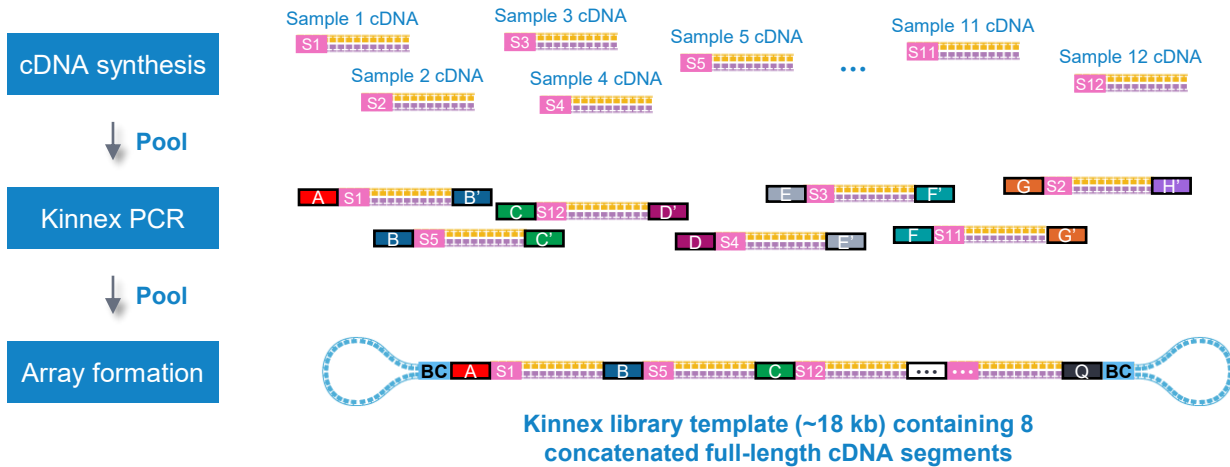 cDNA synthesis
Sample 1 cDNA
S1
Sample 2 cDNA
S2
Sample 3 cDNA
S3
Sample 4 cDNA
S4
Sample 5 cDNA
S5
...
Sample 11 cDNA
S11
Sample 12 cDNA
S12
Pool
Kinnex PCR
A S1 B'
B S5 C'
C S12 D'
D S4 E'
E S3 F'
F S11 G'
G S2 H'
Pool
Array formation
BC A S1 B S5 C S12 ... ... Q BC
Kinnex library template (~18 kb) containing 8
concatenated full-length cDNA segments